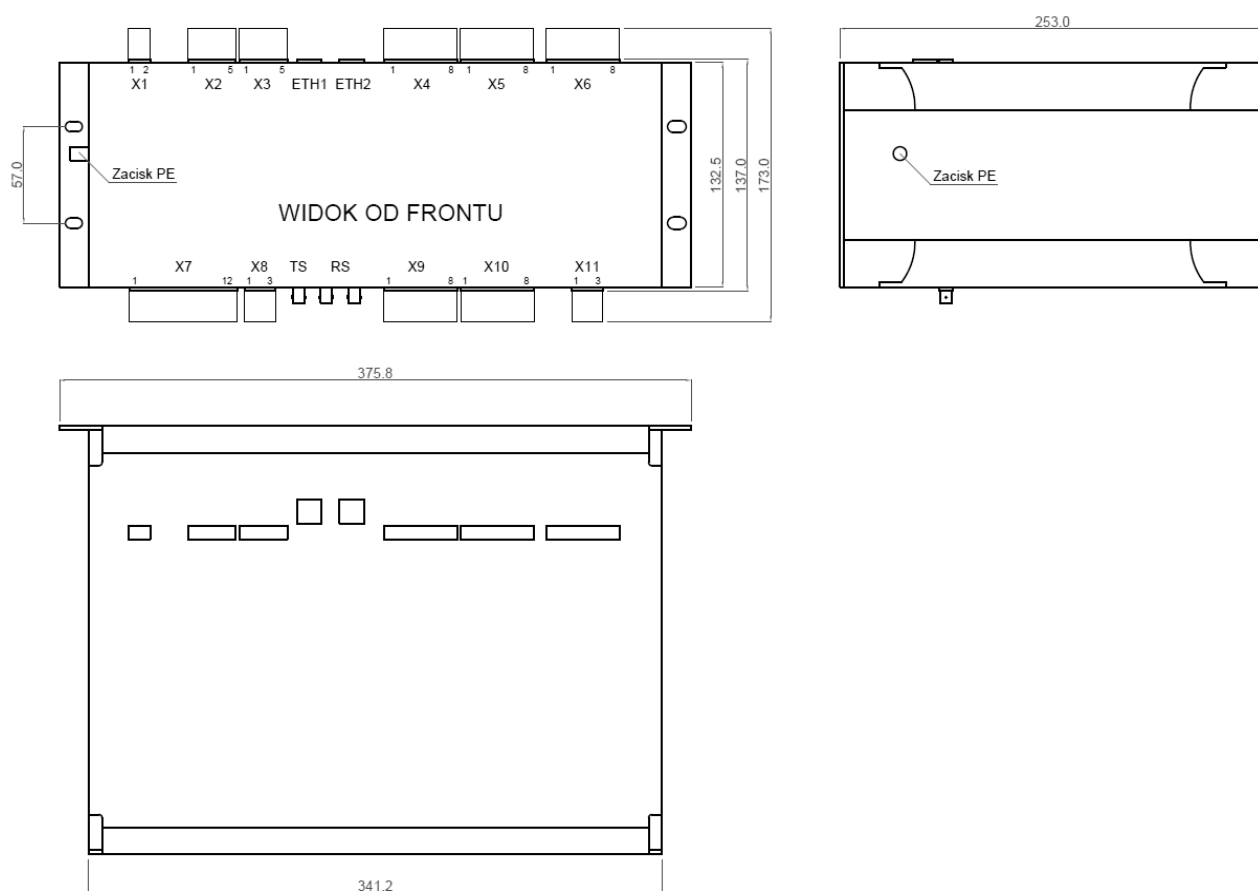 253.0
1 2 1 5 1 5 1 8 1 8 1 8
X1 X2 X3 ETH1 ETH2 X4 X5 X6
57.0
Zacisk PE
132.5
137.0
173.0
Zacisk PE
WIDOK OD FRONTU
X7 X8 TS RS X9 X10 X11
1 12 1 3 1 8 1 8 1 3
375.8
341.2